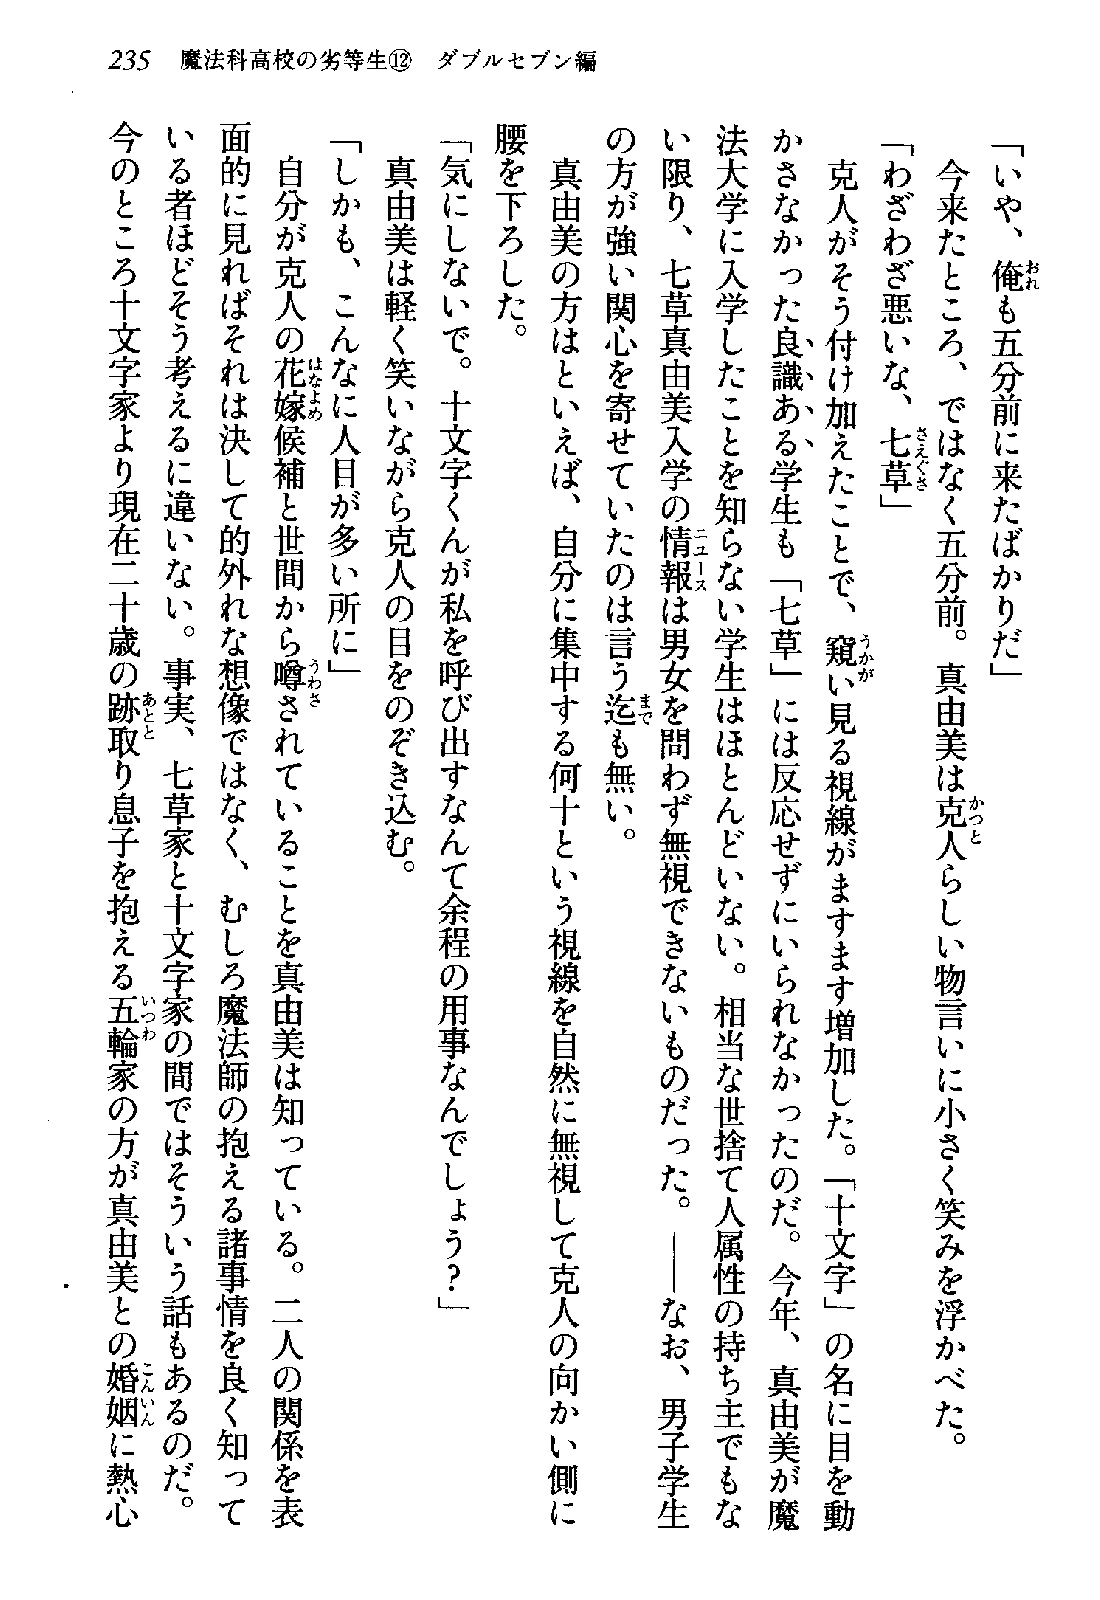 235　魔法科高校の劣等生⑫　ダブルセブン編
「いや、俺も五分前に来たばかりだ」
　今来たところ、ではなく五分前。真由美は克人らしい物言いに小さく笑みを浮かべた。
「わざわざ悪いな、七草」
　克人がそう付け加えたことで、窺い見る視線がますます増加した。「十文字」の名に目を動
かさなかった良識ある学生も「七草」には反応せずにいられなかったのだ。今年、真由美が魔
法大学に入学したことを知らない学生はほとんどいない。相当な世捨て人属性の持ち主でもな
い限り、七草真由美入学の情報は男女を問わず無視できないものだった。――なお、男子学生
の方が強い関心を寄せていたのは言う迄も無い。
　真由美の方はといえば、自分に集中する何十という視線を自然に無視して克人の向かい側に
腰を下ろした。
「気にしないで。十文字くんが私を呼び出すなんて余程の用事なんでしょう？」
　真由美は軽く笑いながら克人の目をのぞき込む。
「しかも、こんなに人目が多い所に」
　自分が克人の花嫁候補と世間から噂されていることを真由美は知っている。二人の関係を表
面的に見ればそれは決して的外れな想像ではなく、むしろ魔法師の抱える諸事情を良く知って
いる者ほどそう考えるに違いない。事実、七草家と十文字家の間ではそういう話もあるのだ。
今のところ十文字家より現在二十歳の跡取り息子を抱える五輪家の方が真由美との婚姻に熱心